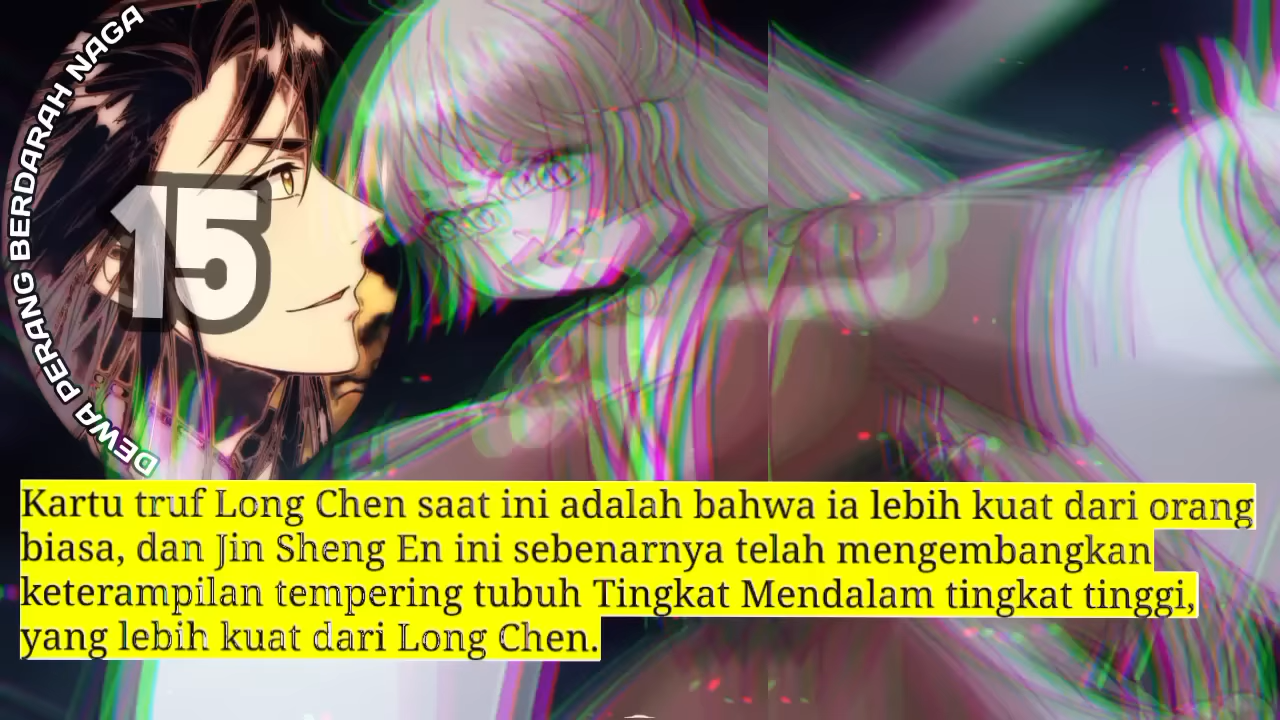 DEWA PERANG BERDARAH NAGA
15
Kartu truf Long Chen saat ini adalah bahwa ia lebih kuat dari orang
biasa, dan Jin Sheng En ini sebenarnya telah mengembangkan
keterampilan tempering tubuh Tingkat Mendalam tingkat tinggi,
yang lebih kuat dari Long Chen.